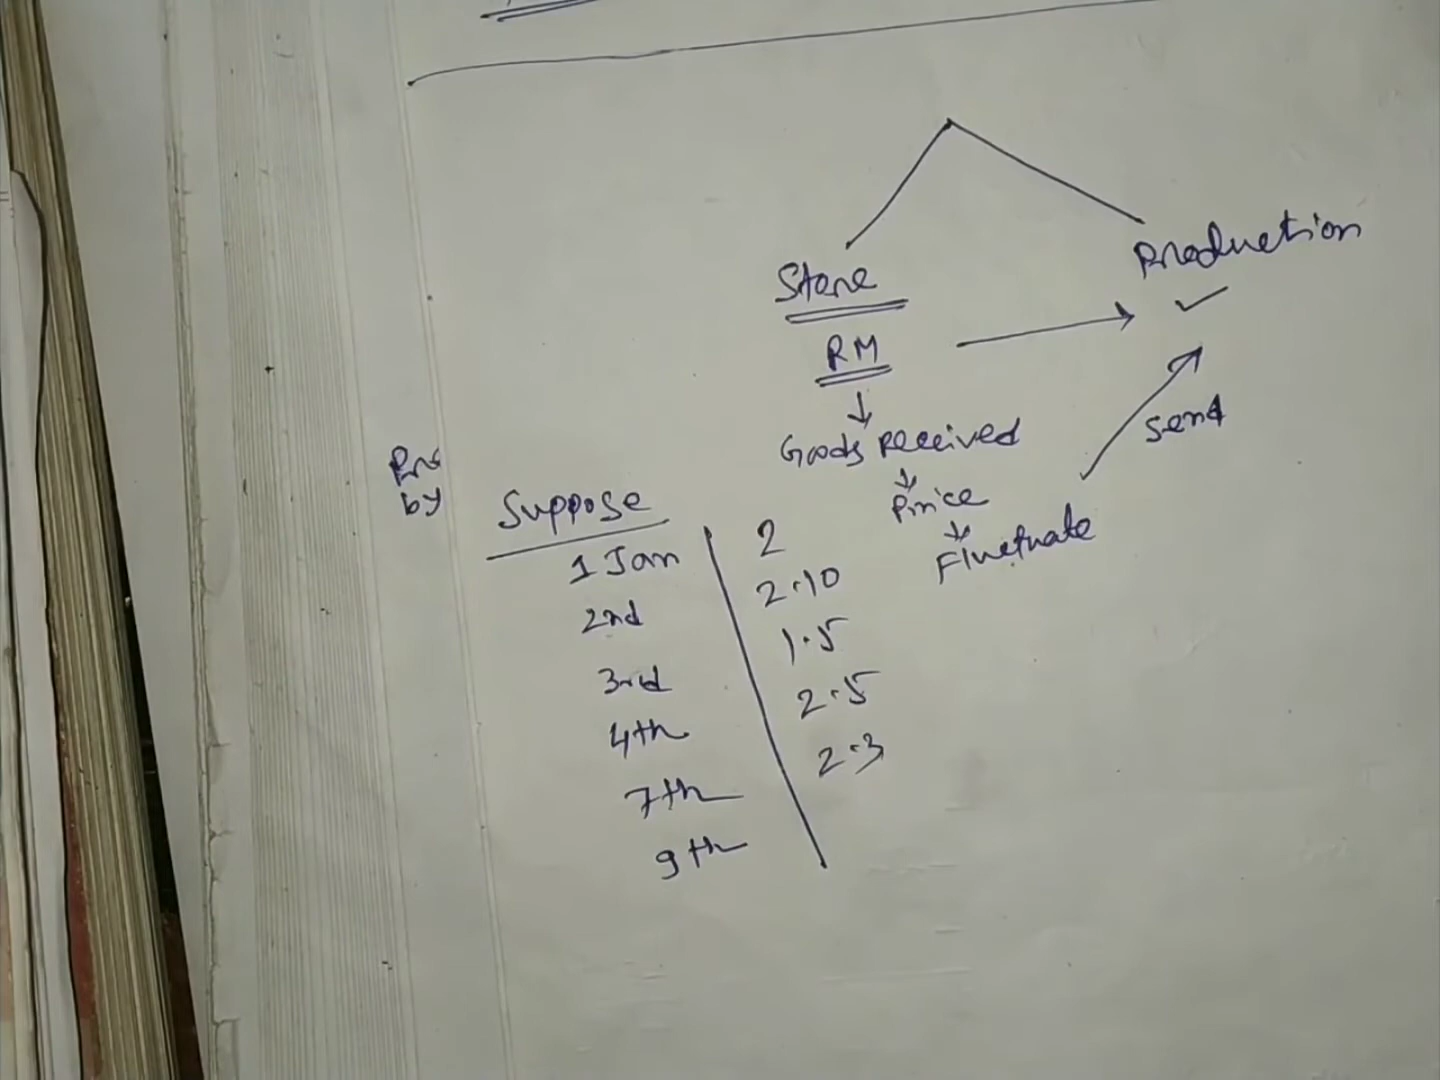 Store
Production
RM
Goods Received
Send
Price
Fluctuate
by
Suppose
1 Jan 2
2nd 2.10
3rd 1.5
4th 2.5
7th 2.3
9th